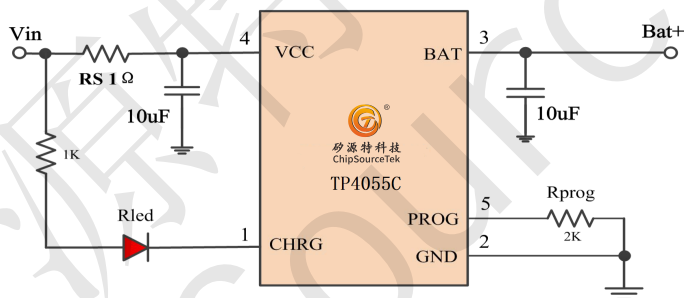 Vin
4
VCC
BAT
3
Bat+
RS 1 Ω
10uF
10uF
®
矽源特科技
ChipSourceTek
TP4055C
1K
Rled
1
CHRG
PROG
5
Rprog
2K
GND
2